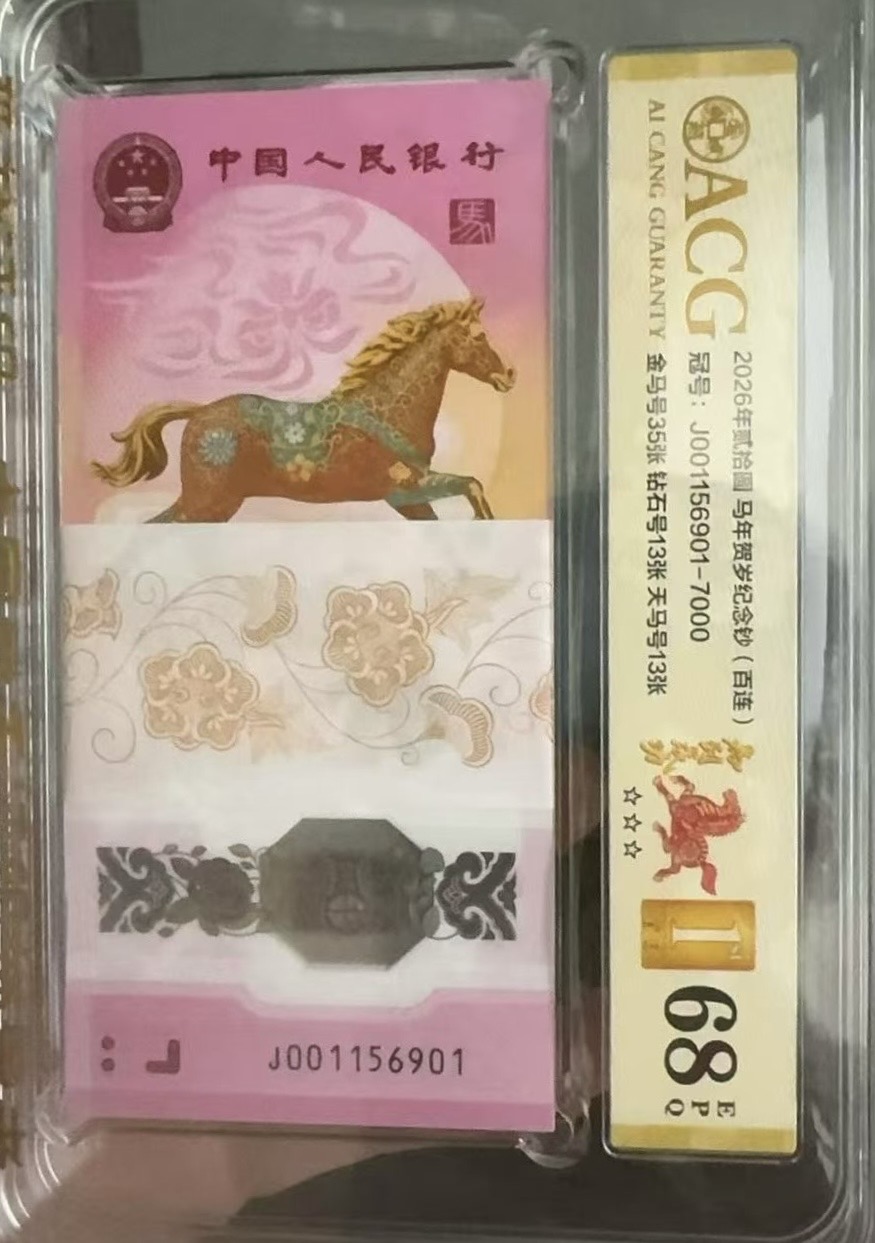 中国人民银行
馬
J001156901
ACG
AI CANG GUARANTY
2026年贰拾圆 马年贺岁纪念钞(百连)
冠号:J001156901-7000
金马号35张 钻石号13张 天马号13张
☆☆☆
1
68
E
P
Q